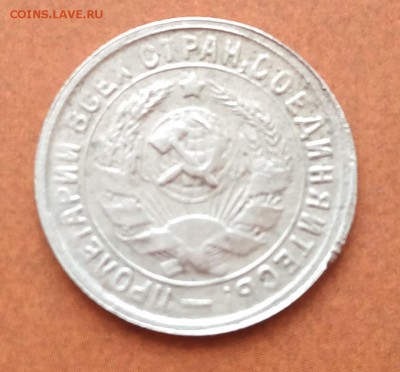 COINS.LAVE.RU
ПРОЛЕТАРИИ ВСЕХ СТРАН, СОЕДИНЯЙТЕСЬ! —